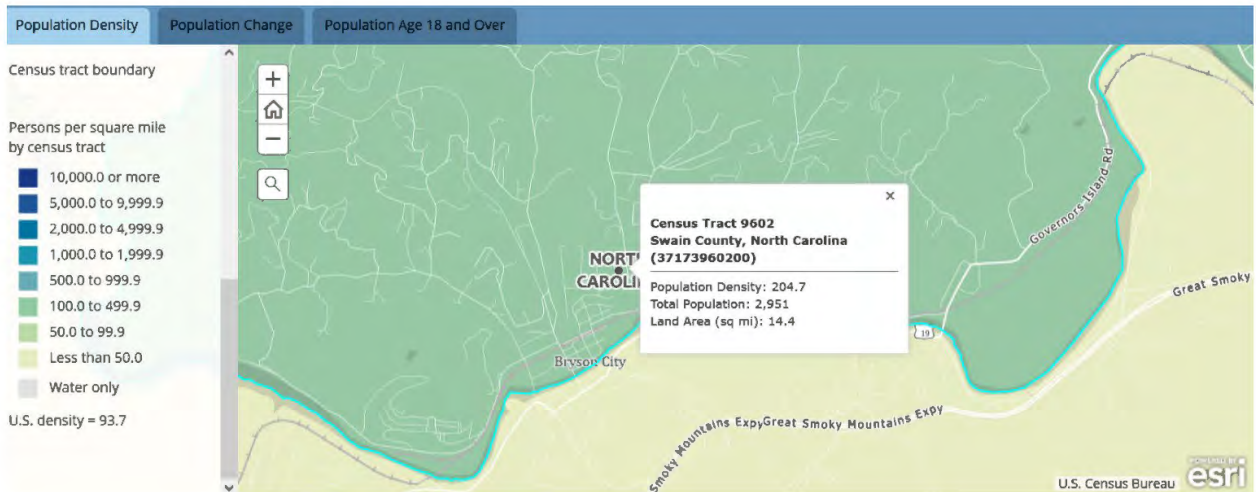 Population Density
Population Change
Population Age 18 and Over
Census tract boundary
Persons per square mile
by census tract
10,000.0 or more
5,000.0 to 9,999.9
2,000.0 to 4,999.9
1,000.0 to 1,999.9
500.0 to 999.9
100.0 to 499.9
50.0 to 99.9
Less than 50.0
Water only
U.S. density = 93.7
+
−
NORT
CAROLI
Bryson City
×
Census Tract 9602
Swain County, North Carolina
(37173960200)
Population Density: 204.7
Total Population: 2,951
Land Area (sq mi): 14.4
Governors Island Rd
Great Smoky
19
Smoky Mountains Expy
Great Smoky Mountains Expy
U.S. Census Bureau
POWERED BY
esri